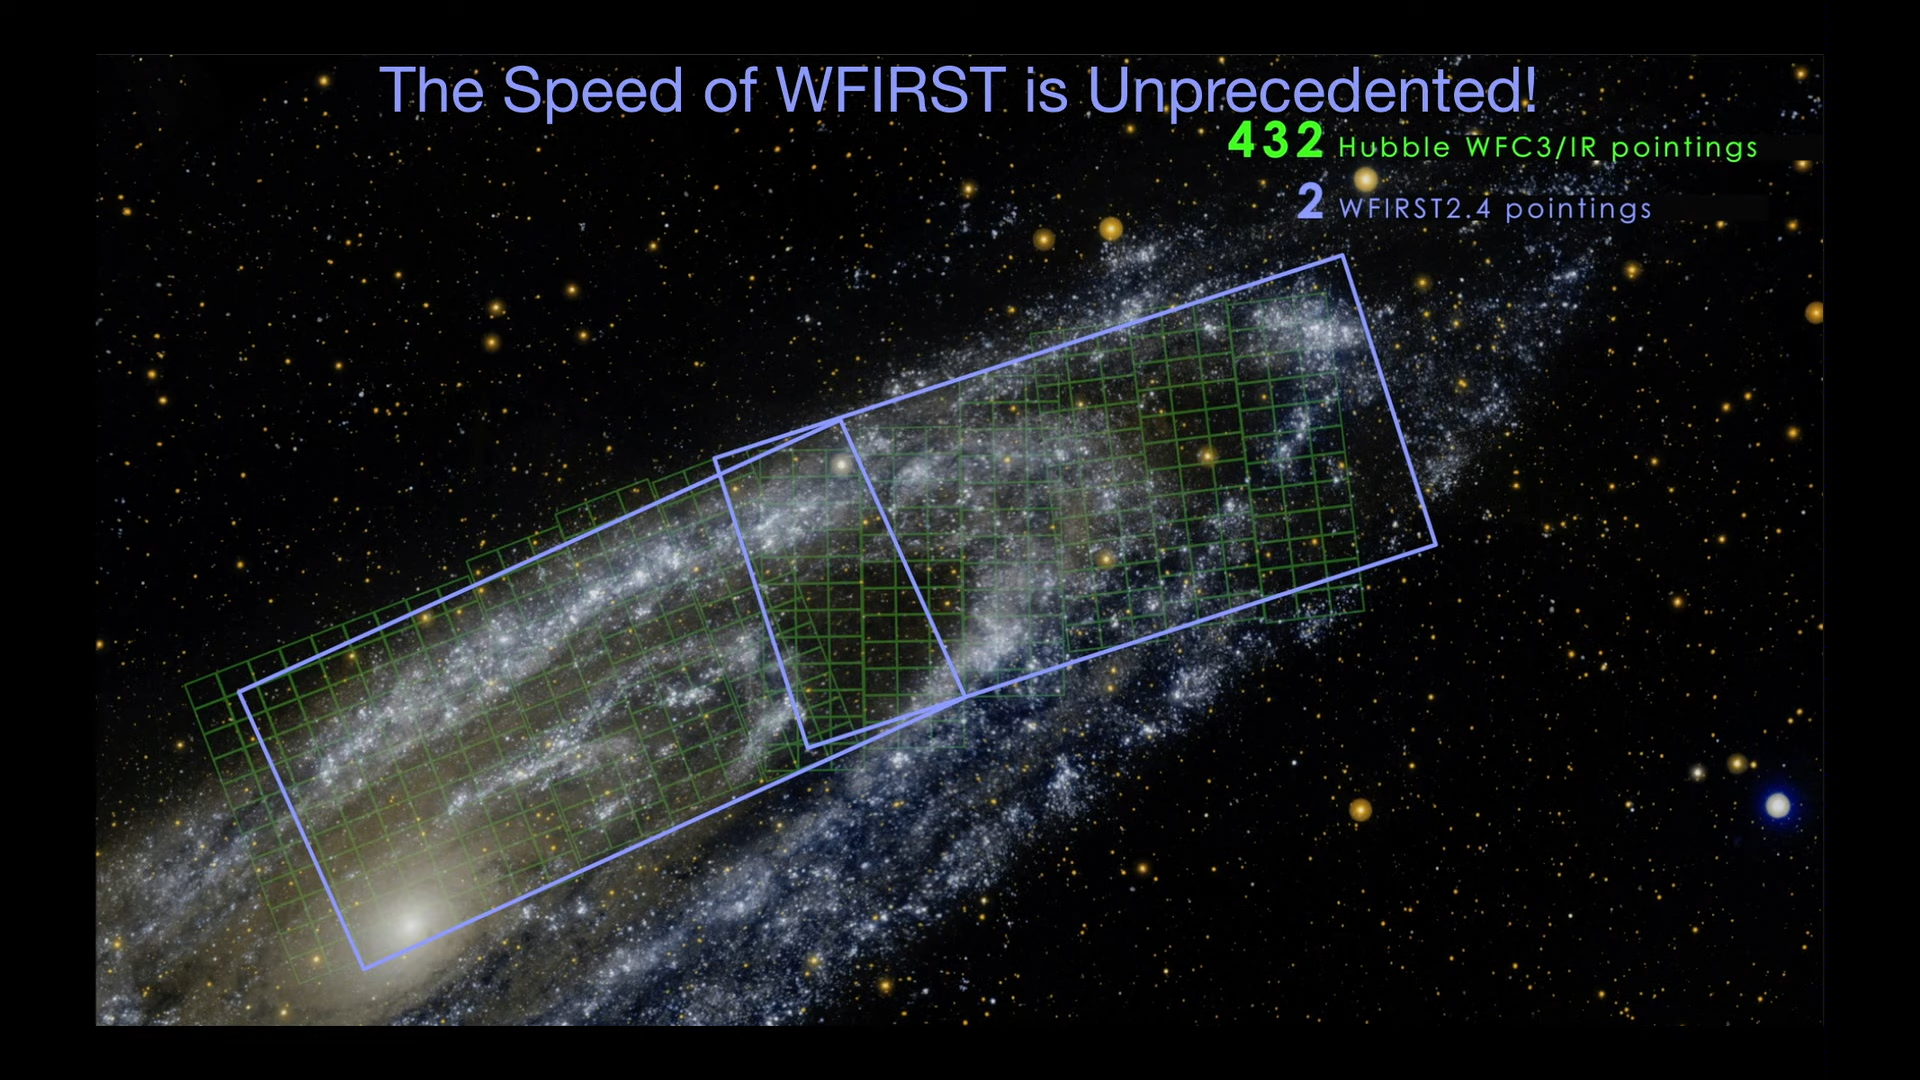 The Speed of WFIRST is Unprecedented!
432 Hubble WFC3/IR pointings
2 WFIRST2.4 pointings